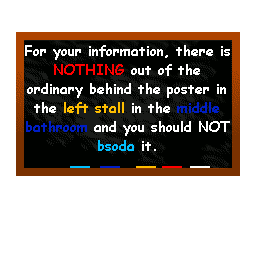 For your information, there is
NOTHING out of the
ordinary behind the poster in
the left stall in the middle
bathroom and you should NOT
bsoda it.